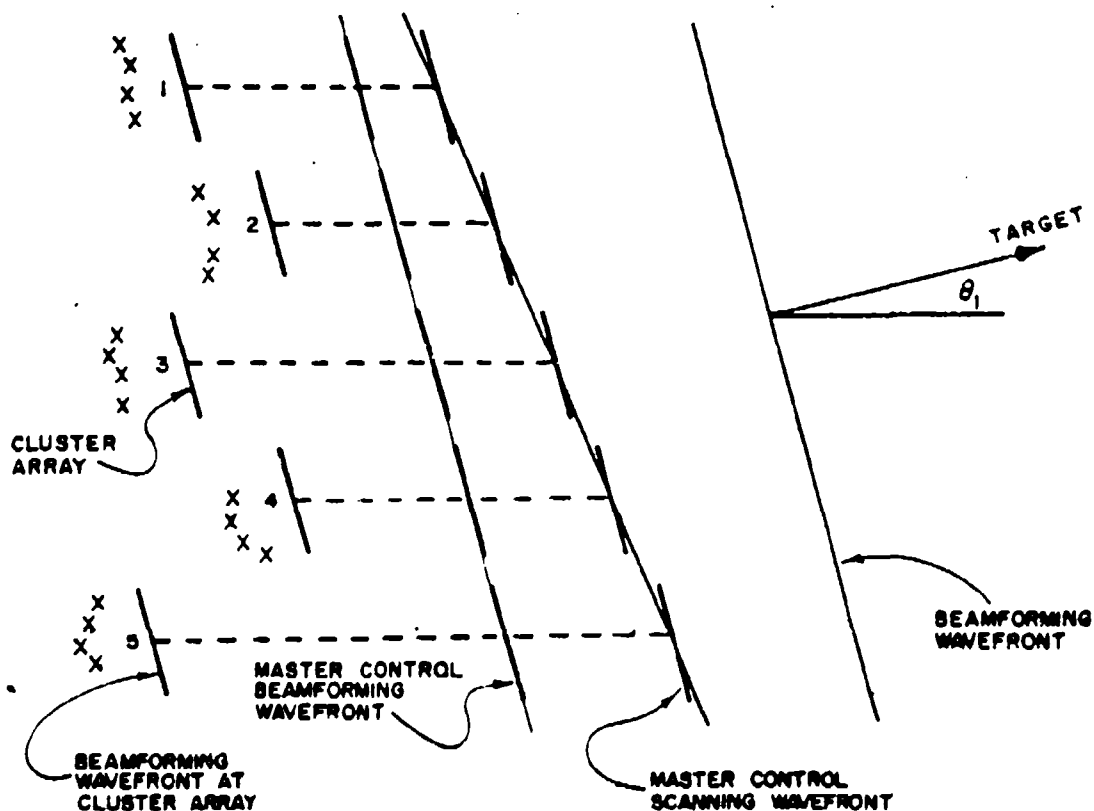 1
2
TARGET
θ₁
3
CLUSTER
ARRAY
4
5
MASTER CONTROL
BEAMFORMING
WAVEFRONT
BEAMFORMING
WAVEFRONT
BEAMFORMING
WAVEFRONT AT
CLUSTER ARRAY
MASTER CONTROL
SCANNING WAVEFRONT